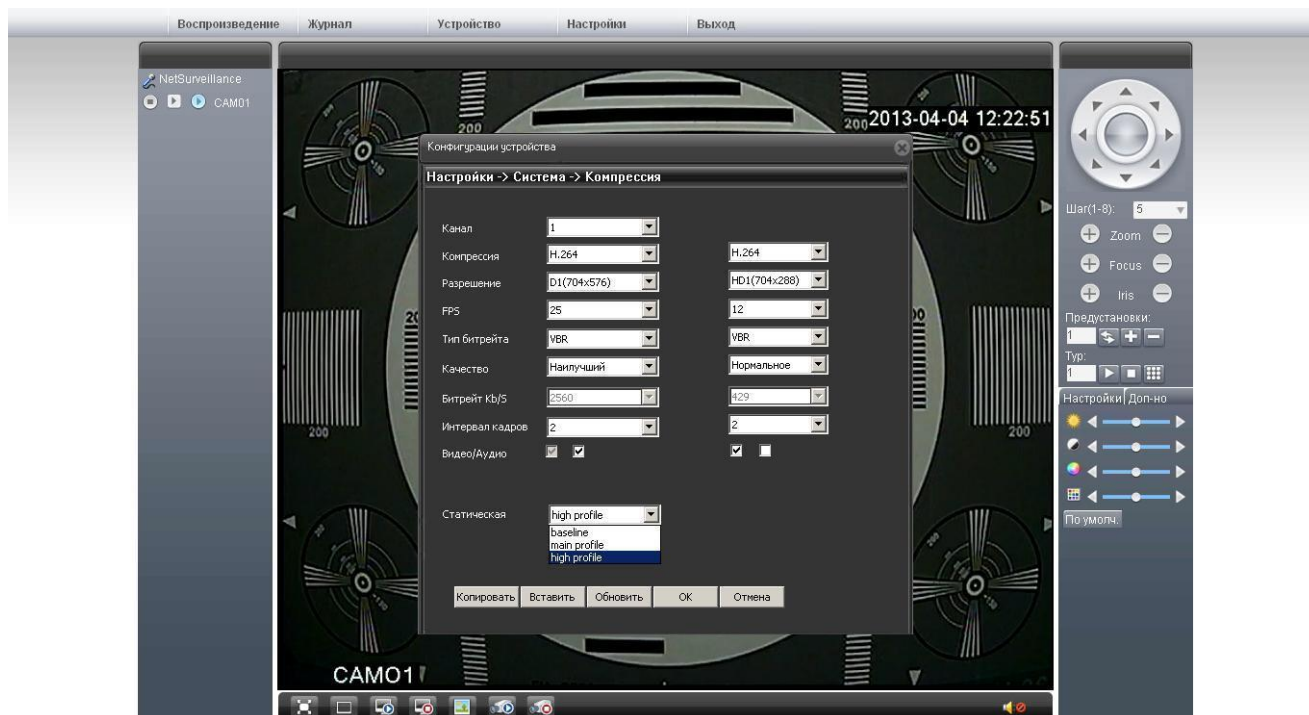 Воспроизведение Журнал Устройство Настройки Выход
NetSurveillance
CAM01
200
200
2013-04-04 12:22:51
Конфигурации устройства
Настройки -> Система -> Компрессия
Канал 1
Компрессия H.264 H.264
Разрешение D1(704x576) HD1(704x288)
FPS 25 12
Тип битрейта VBR VBR
Качество Наилучший Нормальное
Битрейт Kb/S 2560 429
Интервал кадров 2 2
Видео/Аудио
Статическая high profile
baseline
main profile
high profile
Копировать Вставить Обновить OK Отмена
200
200
CAM01
Шаг(1-8): 5
Zoom
Focus
Iris
Предустановки:
1
Тур:
1
Настройки Доп-но
По умолч.